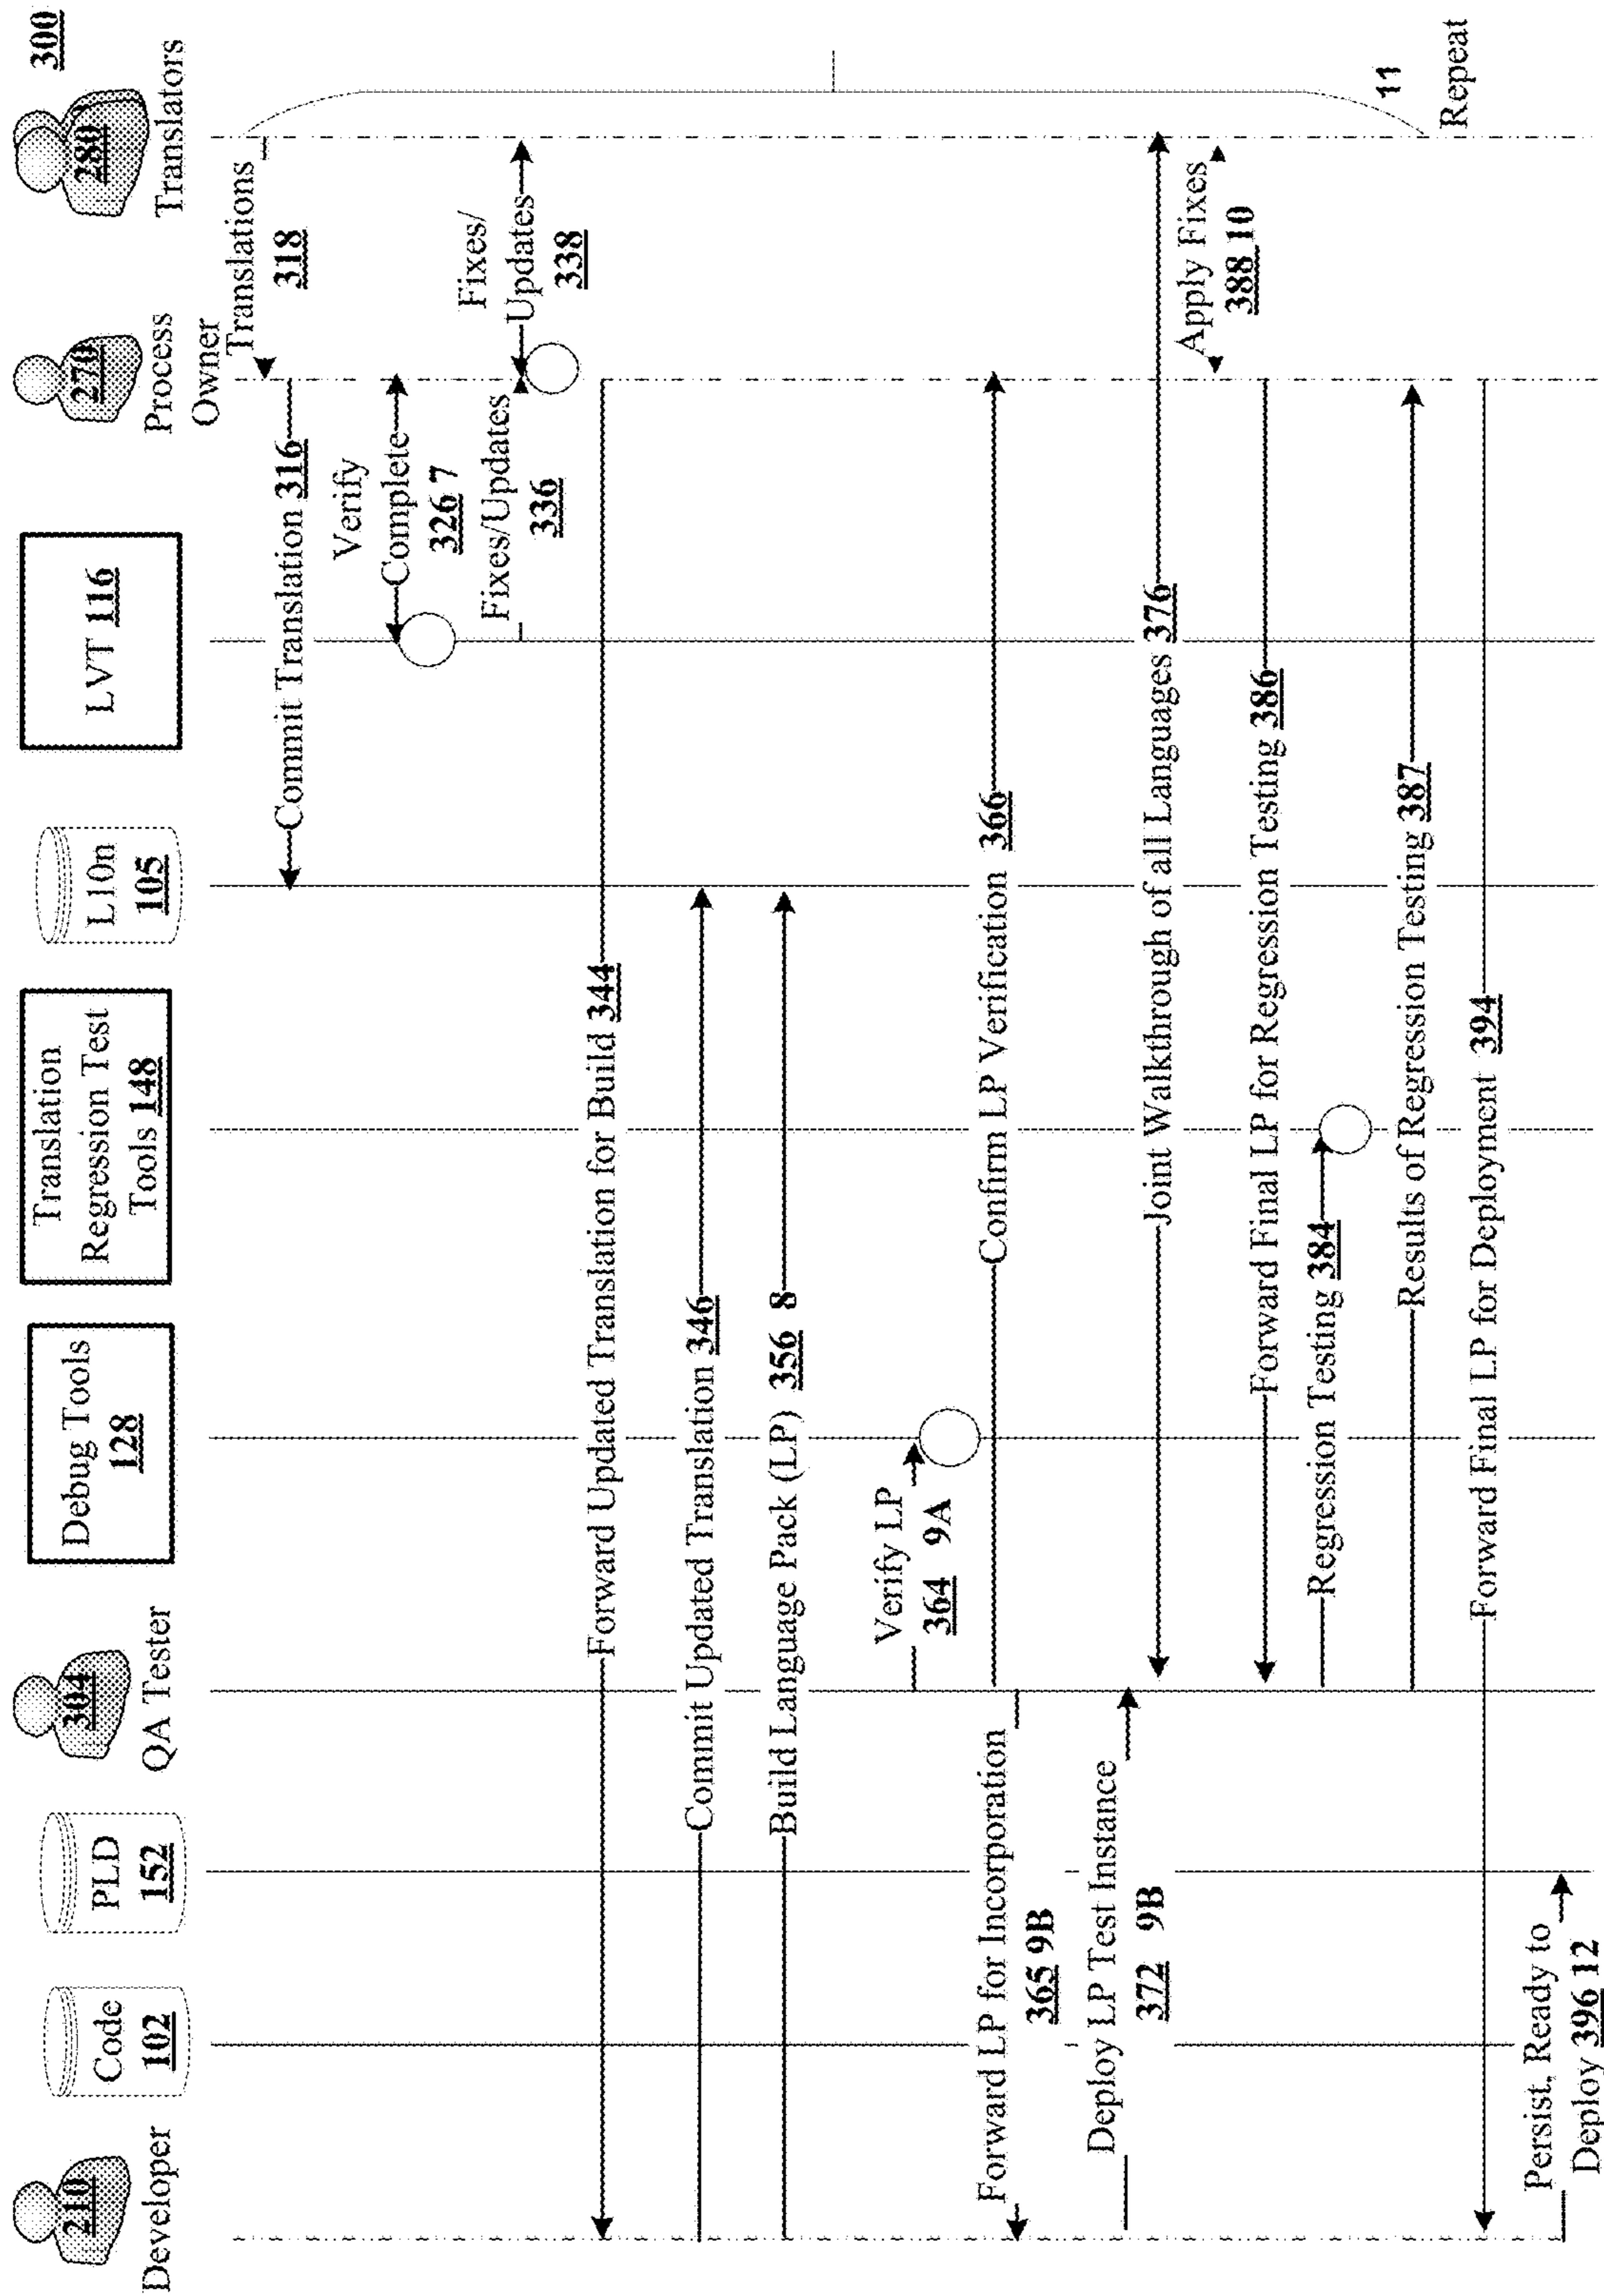 300
210
Developer
Code
102
PLD
152
304
QA Tester
Debug Tools
128
Translation
Regression Test
Tools 148
L10n
105
LVT 116
270
Process
Owner
280
Translators
Translations
318
Commit Translation 316
Verify
Complete
326 7
Fixes/Updates
336
Fixes/
Updates
338
Forward Updated Translation for Build 344
Commit Updated Translation 346
Build Language Pack (LP) 356 8
Verify LP
364 9A
Confirm LP Verification 366
Forward LP for Incorporation
365 9B
Deploy LP Test Instance
372 9B
Joint Walkthrough of all Languages 376
Apply Fixes
388 10
Forward Final LP for Regression Testing 386
Regression Testing 384
Results of Regression Testing 387
11
Repeat
Forward Final LP for Deployment 394
Persist, Ready to
Deploy 396 12